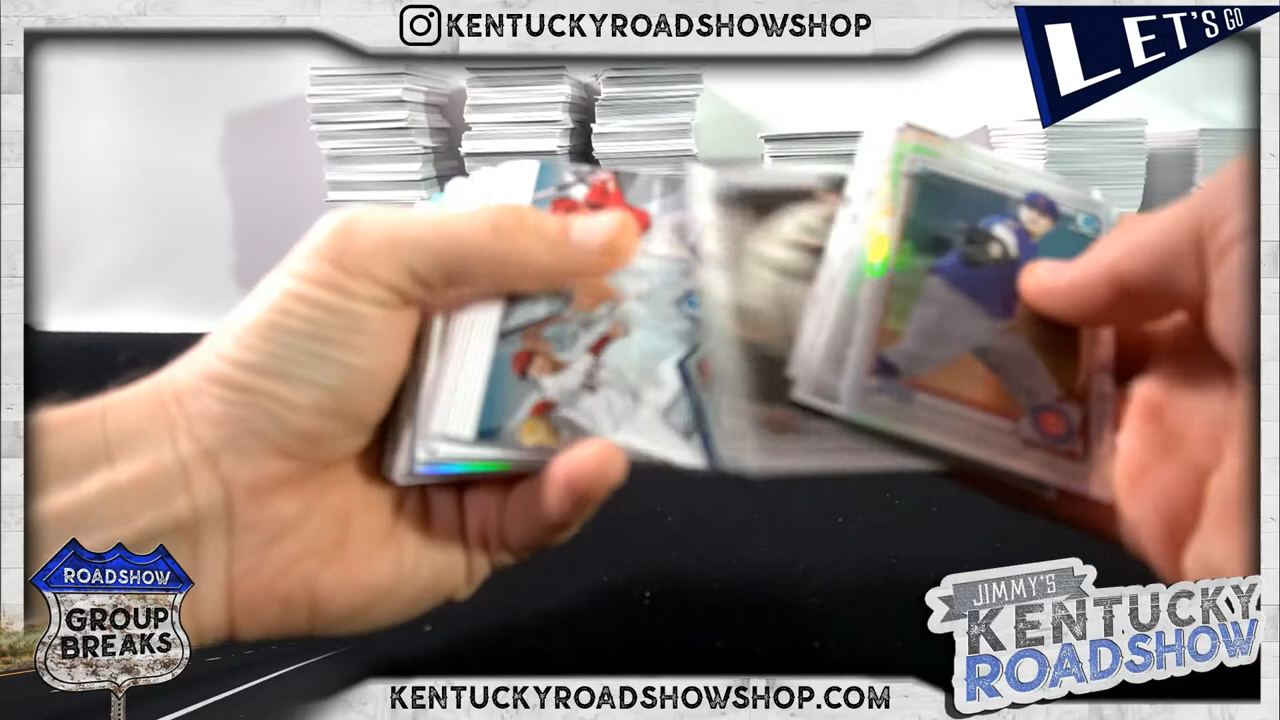 KENTUCKYROADSHOWSHOP
LET'S GO
ROADSHOW
GROUP
BREAKS
JIMMY'S
KENTUCKY
ROADSHOW
KENTUCKYROADSHOWSHOP.COM